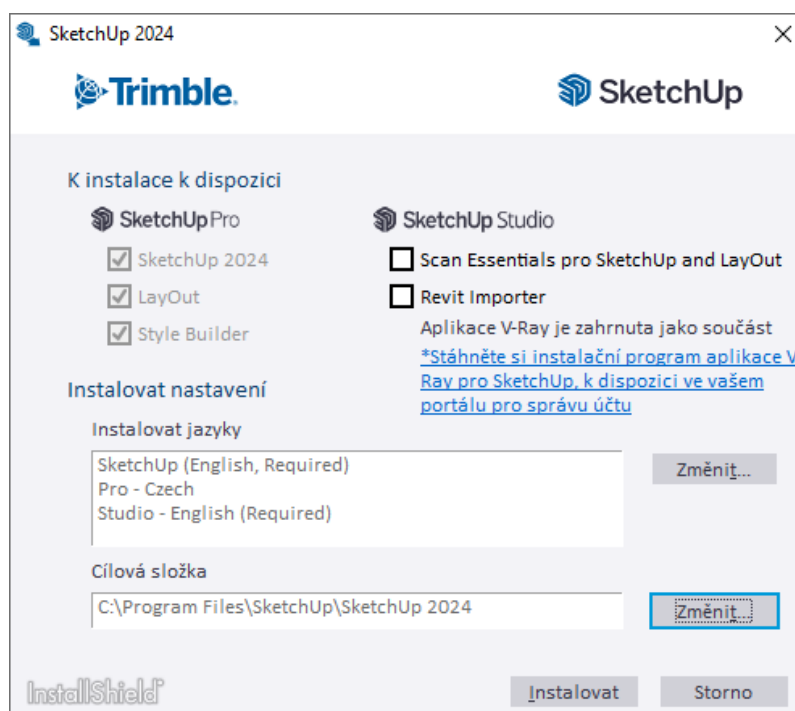 SketchUp 2024
Trimble.
SketchUp
K instalace k dispozici
SketchUp Pro
SketchUp 2024
LayOut
Style Builder
SketchUp Studio
Scan Essentials pro SketchUp and LayOut
Revit Importer
Aplikace V-Ray je zahrnuta jako součást
*Stáhněte si instalační program aplikace V
Ray pro SketchUp, k dispozici ve vašem
portálu pro správu účtu
Instalovat nastavení
Instalovat jazyky
SketchUp (English, Required)
Pro - Czech
Studio - English (Required)
Změnit...
Cílová složka
C:\Program Files\SketchUp\SketchUp 2024
Změnit...
InstallShield
Instalovat
Storno